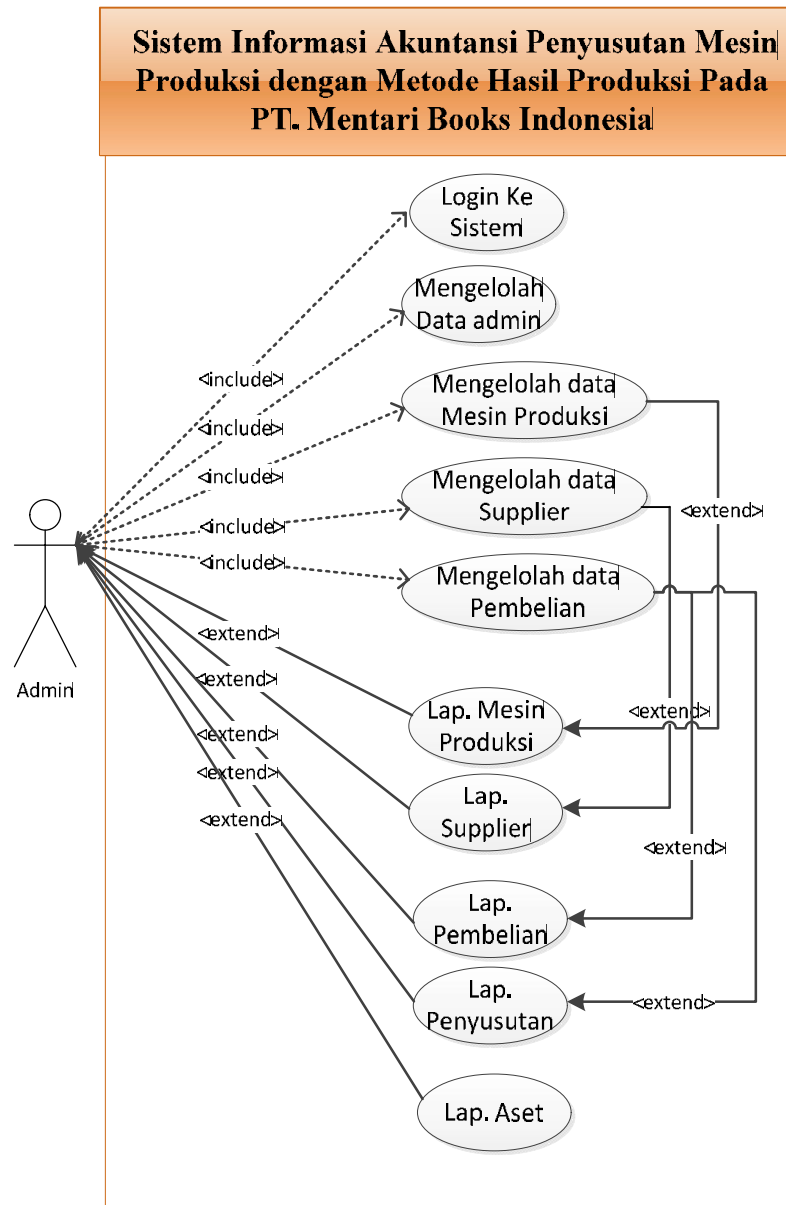 Sistem Informasi Akuntansi Penyusutan Mesin
Produksi dengan Metode Hasil Produksi Pada
PT. Mentari Books Indonesia
Login Ke
Sistem
Mengelolah
Data admin
<include>
Mengelolah data
Mesin Produksi
<include>
<include>
Mengelolah data
Supplier
<extend>
<include>
<include>
Mengelolah data
Pembelian
<extend>
Admin
<extend>
Lap. Mesin
Produksi
<extend>
<extend>
<extend>
<extend>
Lap.
Supplier
<extend>
Lap.
Pembelian
Lap.
Penyusutan
<extend>
Lap. Aset